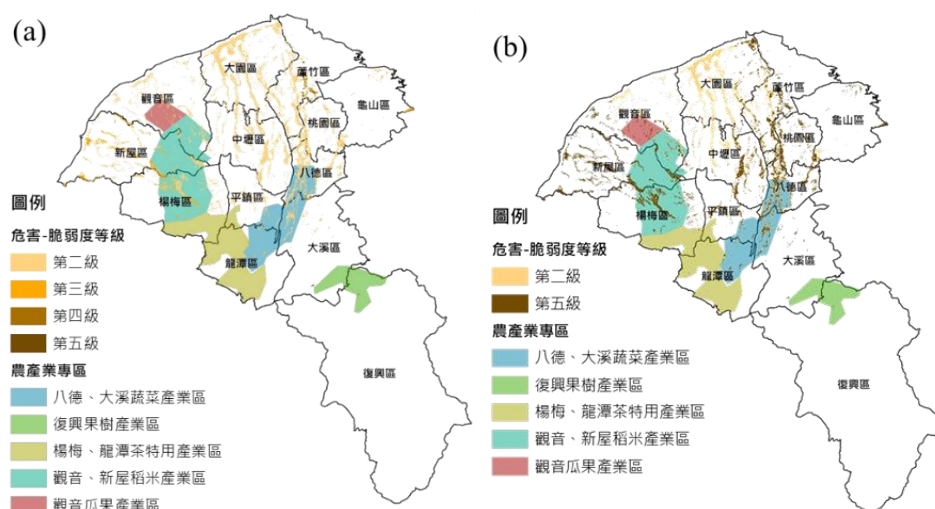 (a)
大園區
蘆竹區
龜山區
觀音區
桃園區
中壢區
新屋區
八德區
平鎮區
楊梅區
大溪區
龍潭區
復興區
圖例
危害-脆弱度等級
第二級
第三級
第四級
第五級
農產業專區
八德、大溪蔬菜產業區
復興果樹產業區
楊梅、龍潭茶特用產業區
觀音、新屋稻米產業區
觀音瓜果產業區
(b)
大園區
蘆竹區
龜山區
觀音區
桃園區
中壢區
新屋區
八德區
平鎮區
楊梅區
大溪區
龍潭區
復興區
圖例
危害-脆弱度等級
第二級
第五級
農產業專區
八德、大溪蔬菜產業區
復興果樹產業區
楊梅、龍潭茶特用產業區
觀音、新屋稻米產業區
觀音瓜果產業區